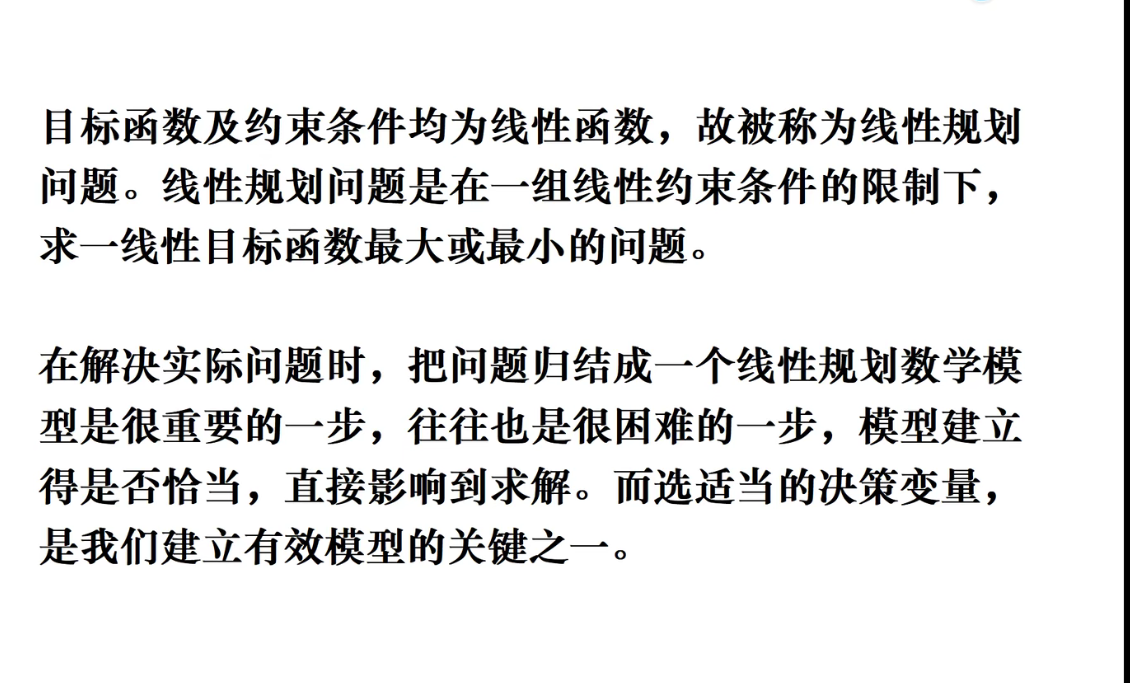 目标函数及约束条件均为线性函数，故被称为线性规划
问题。线性规划问题是在一组线性约束条件的限制下，
求一线性目标函数最大或最小的问题。
在解决实际问题时，把问题归结成一个线性规划数学模
型是很重要的一步，往往也是很困难的一步，模型建立
得是否恰当，直接影响到求解。而选适当的决策变量，
是我们建立有效模型的关键之一。